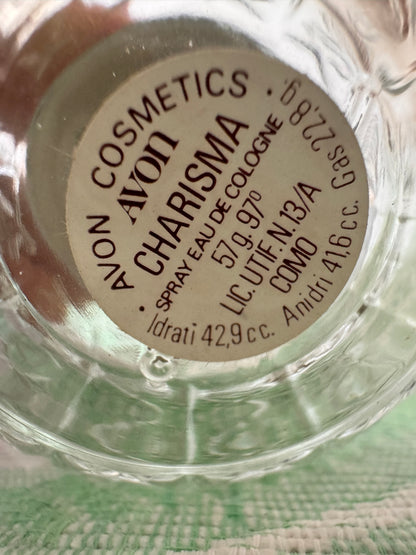 AVON COSMETICS ·
AVON
CHARISMA
SPRAY EAU DE COLOGNE
57g. 97°
LIC. UTIF. N. 13/A
COMO
· Idrati 42,9 cc. Anidri 41,6 cc. Gas 22,8 g.